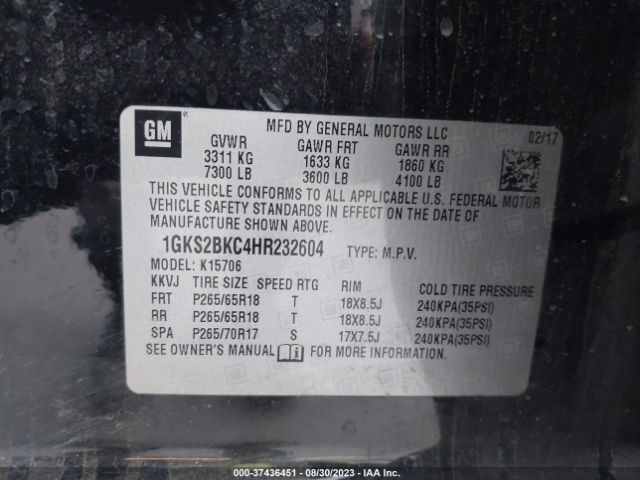 GM
MFD BY GENERAL MOTORS LLC 02/17
GVWR GAWR FRT GAWR RR
3311 KG 1633 KG 1860 KG
7300 LB 3600 LB 4100 LB
THIS VEHICLE CONFORMS TO ALL APPLICABLE U.S. FEDERAL MOTOR
VEHICLE SAFETY STANDARDS IN EFFECT ON THE DATE OF
MANUFACTURE SHOWN ABOVE.
1GKS2BKC4HR232604 TYPE: M.P.V.
MODEL: K15706
KKVJ TIRE SIZE SPEED RTG RIM COLD TIRE PRESSURE
FRT P265/65R18 T 18X8.5J 240KPA(35PSI)
RR P265/65R18 T 18X8.5J 240KPA(35PSI)
SPA P265/70R17 S 17X7.5J 240KPA(35PSI)
SEE OWNER'S MANUAL FOR MORE INFORMATION.
000-37436451 - 08/30/2023 - IAA Inc.